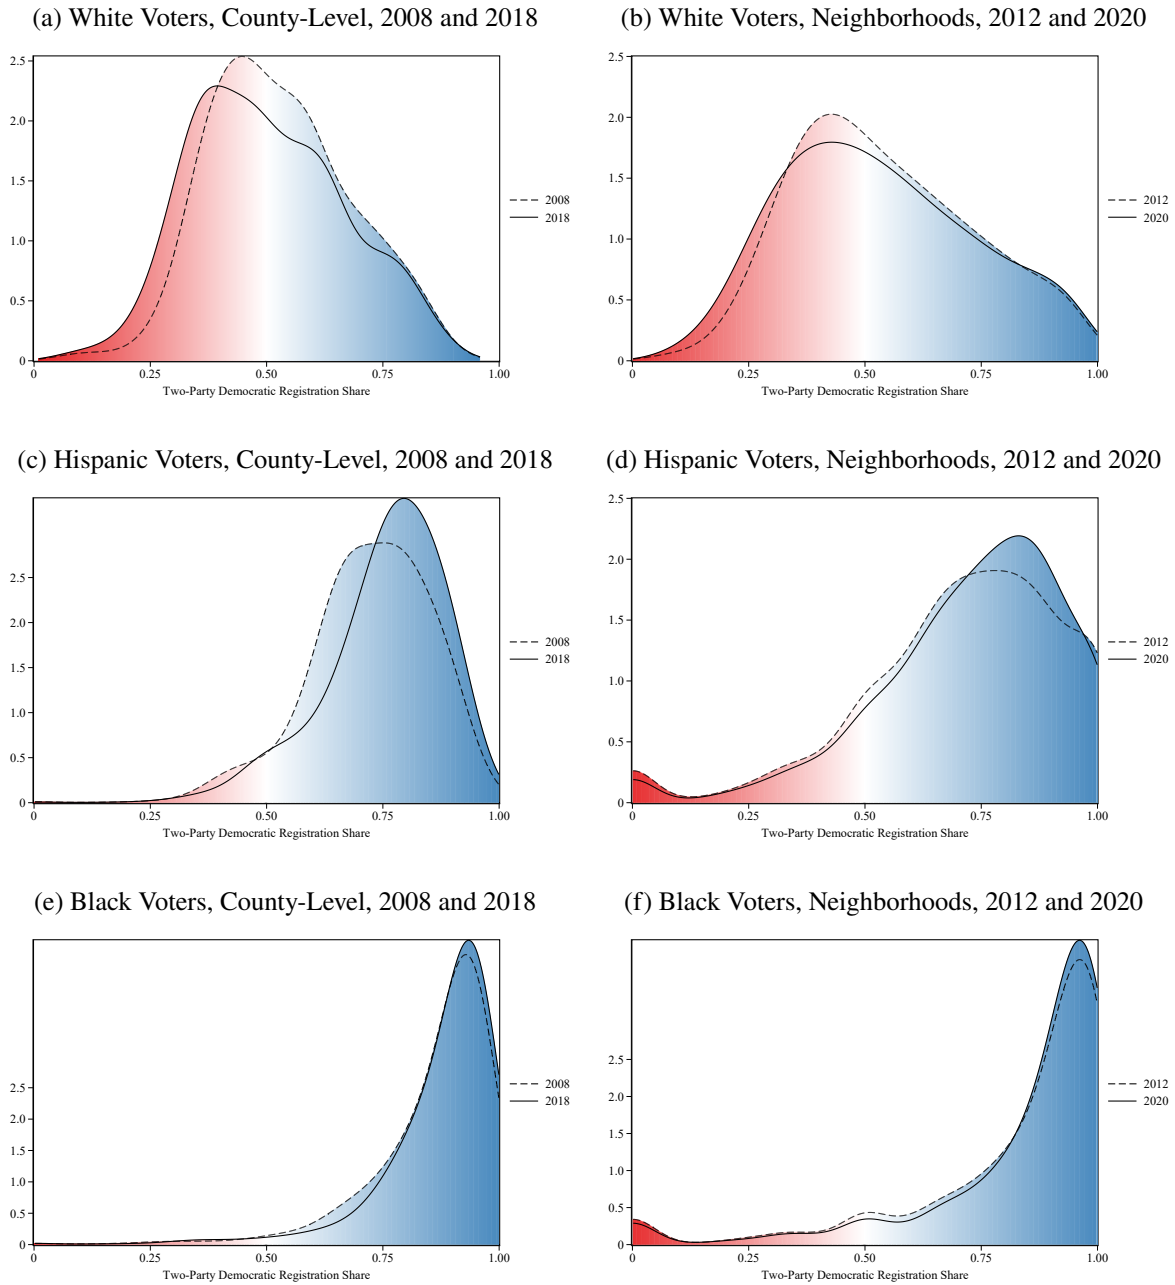 (a) White Voters, County-Level, 2008 and 2018
2.5
2.0
1.5
1.0
0.5
0
0 0.25 0.50 0.75 1.00
Two-Party Democratic Registration Share
2008
2018
(b) White Voters, Neighborhoods, 2012 and 2020
2.5
2.0
1.5
1.0
0.5
0
0 0.25 0.50 0.75 1.00
Two-Party Democratic Registration Share
2012
2020
(c) Hispanic Voters, County-Level, 2008 and 2018
2.5
2.0
1.5
1.0
0.5
0
0 0.25 0.50 0.75 1.00
Two-Party Democratic Registration Share
2008
2018
(d) Hispanic Voters, Neighborhoods, 2012 and 2020
2.5
2.0
1.5
1.0
0.5
0
0 0.25 0.50 0.75 1.00
Two-Party Democratic Registration Share
2012
2020
(e) Black Voters, County-Level, 2008 and 2018
2.5
2.0
1.5
1.0
0.5
0
0 0.25 0.50 0.75 1.00
Two-Party Democratic Registration Share
2008
2018
(f) Black Voters, Neighborhoods, 2012 and 2020
2.5
2.0
1.5
1.0
0.5
0
0 0.25 0.50 0.75 1.00
Two-Party Democratic Registration Share
2012
2020